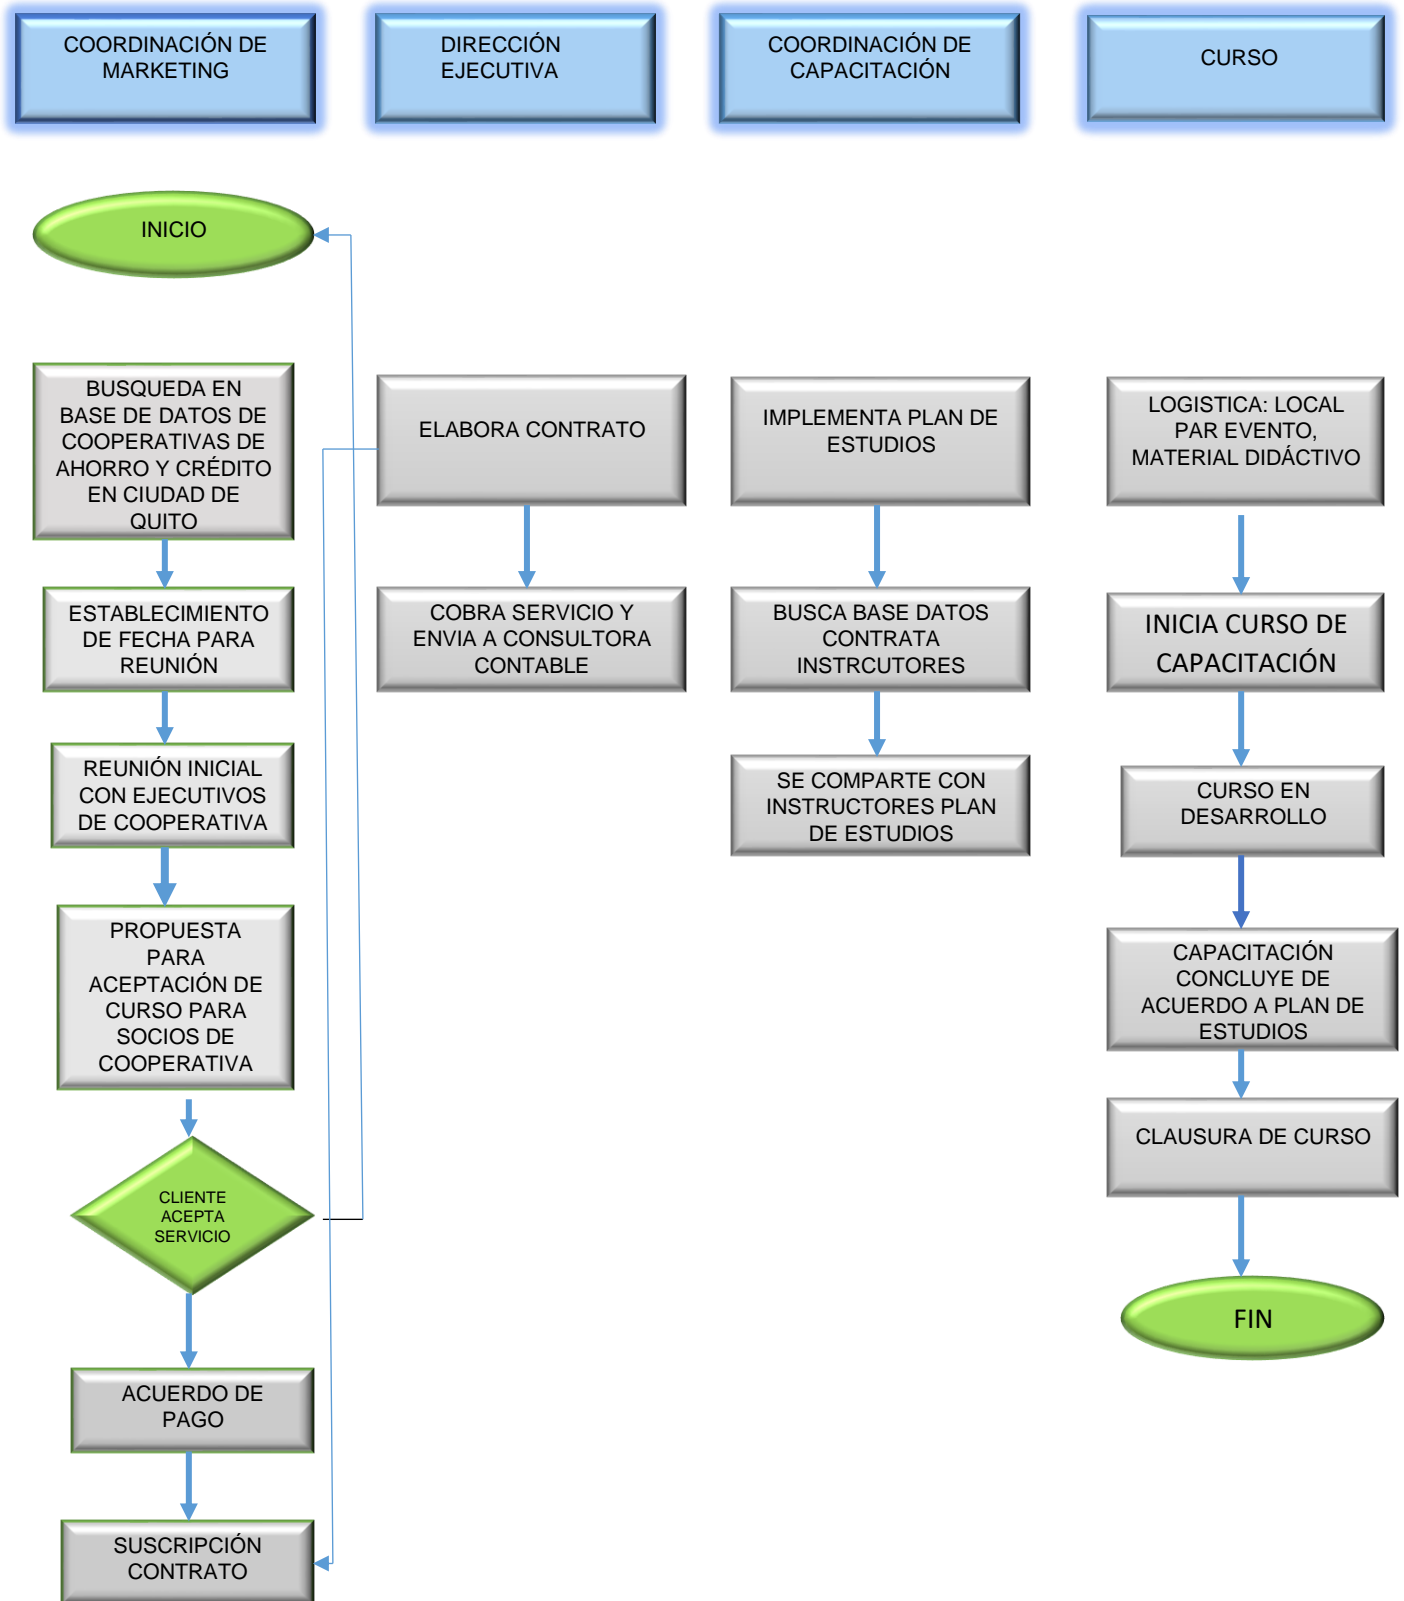 COORDINACIÓN DE
MARKETING
DIRECCIÓN
EJECUTIVA
COORDINACIÓN DE
CAPACITACIÓN
CURSO
INICIO
BUSQUEDA EN
BASE DE DATOS DE
COOPERATIVAS DE
AHORRO Y CRÉDITO
EN CIUDAD DE
QUITO
ESTABLECIMIENTO
DE FECHA PARA
REUNIÓN
REUNIÓN INICIAL
CON EJECUTIVOS
DE COOPERATIVA
PROPUESTA
PARA
ACEPTACIÓN DE
CURSO PARA
SOCIOS DE
COOPERATIVA
CLIENTE
ACEPTA
SERVICIO
ACUERDO DE
PAGO
SUSCRIPCIÓN
CONTRATO
ELABORA CONTRATO
COBRA SERVICIO Y
ENVIA A CONSULTORA
CONTABLE
IMPLEMENTA PLAN DE
ESTUDIOS
BUSCA BASE DATOS
CONTRATA
INSTRCUTORES
SE COMPARTE CON
INSTRUCTORES PLAN
DE ESTUDIOS
LOGISTICA: LOCAL
PAR EVENTO,
MATERIAL DIDÁCTIVO
INICIA CURSO DE
CAPACITACIÓN
CURSO EN
DESARROLLO
CAPACITACIÓN
CONCLUYE DE
ACUERDO A PLAN DE
ESTUDIOS
CLAUSURA DE CURSO
FIN